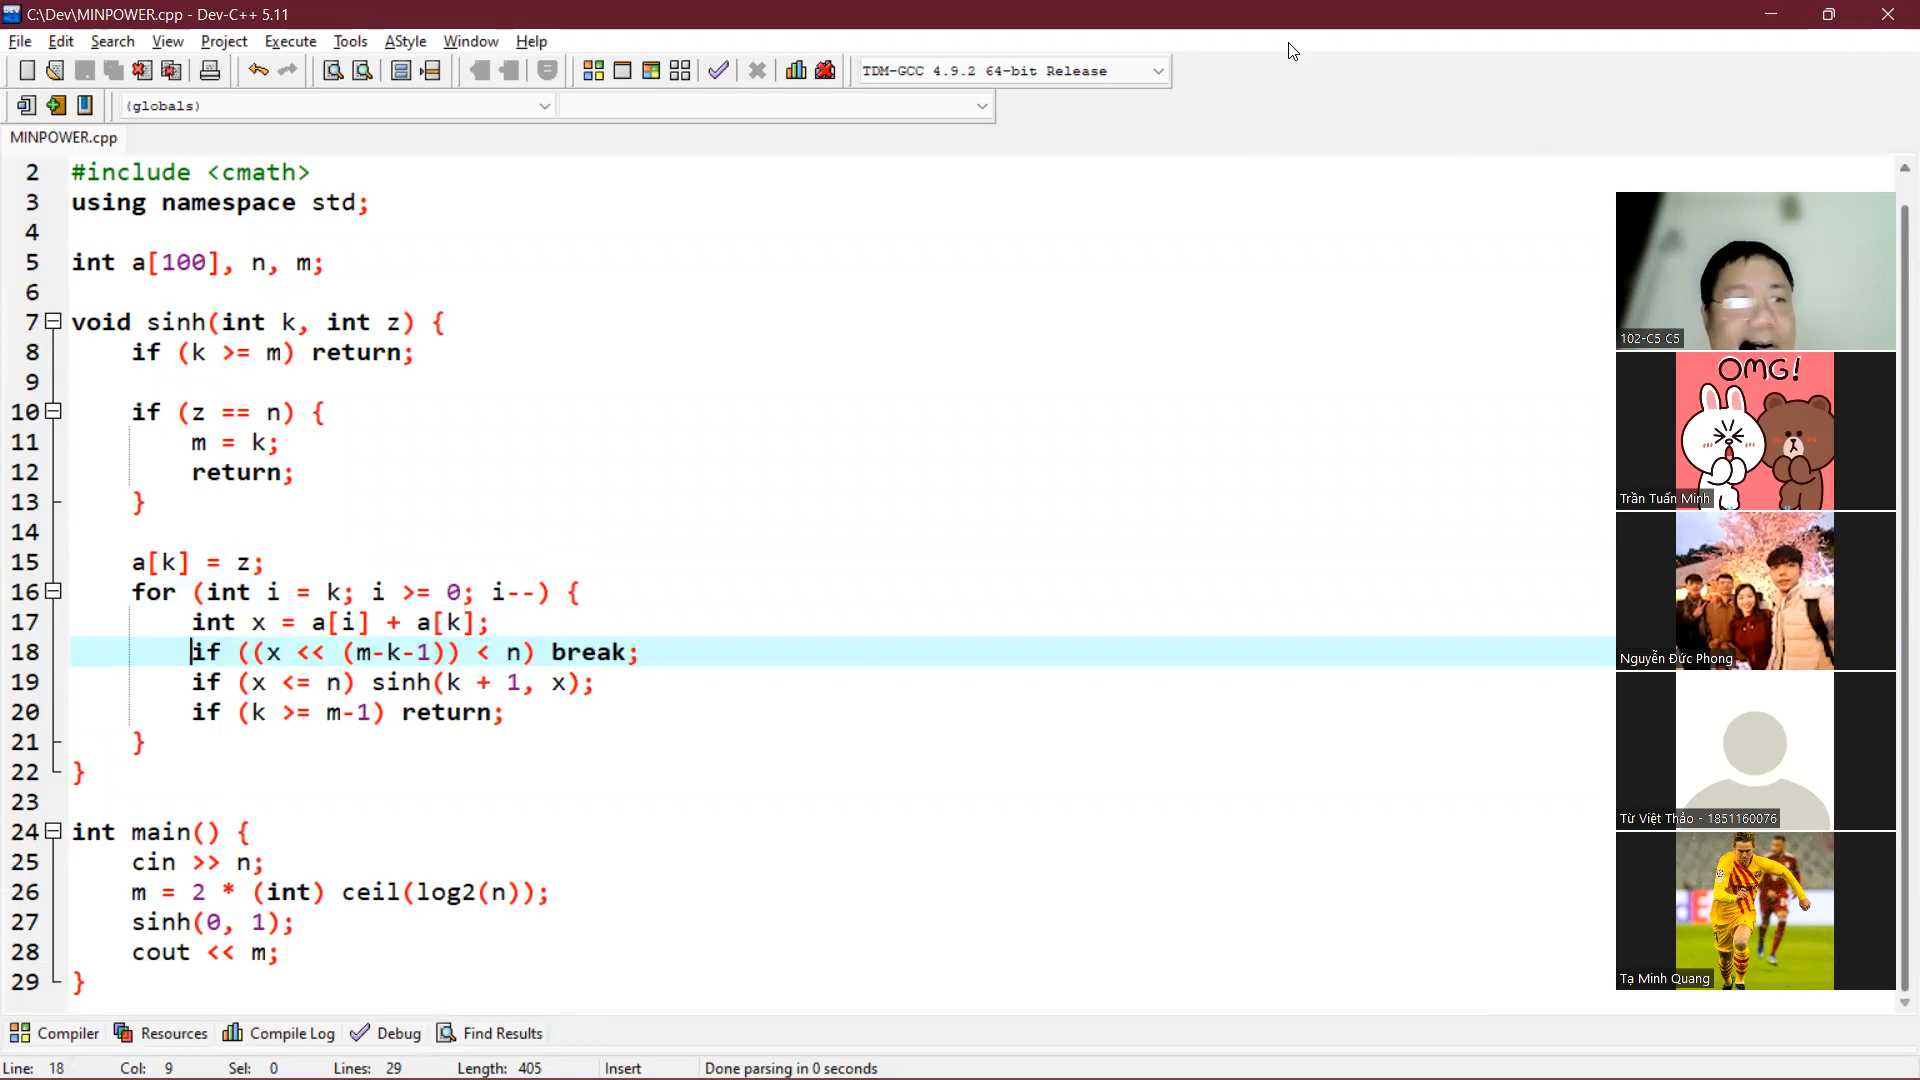 C:\Dev\MINPOWER.cpp - Dev-C++ 5.11
File Edit Search View Project Execute Tools AStyle Window Help
TDM-GCC 4.9.2 64-bit Release
(globals)
MINPOWER.cpp
2 #include <cmath>
3 using namespace std;
4
5 int a[100], n, m;
6
7 void sinh(int k, int z) {
8 if (k >= m) return;
9
10 if (z == n) {
11 m = k;
12 return;
13 }
14
15 a[k] = z;
16 for (int i = k; i >= 0; i--) {
17 int x = a[i] + a[k];
18 if ((x << (m-k-1)) < n) break;
19 if (x <= n) sinh(k + 1, x);
20 if (k >= m-1) return;
21 }
22 }
23
24 int main() {
25 cin >> n;
26 m = 2 * (int) ceil(log2(n));
27 sinh(0, 1);
28 cout << m;
29 }
102-C5 C5
OMG!
Trần Tuấn Minh
Nguyễn Đức Phong
Từ Việt Thảo - 1851160076
Tạ Minh Quang
Compiler Resources Compile Log Debug Find Results
Line: 18 Col: 9 Sel: 0 Lines: 29 Length: 405 Insert Done parsing in 0 seconds